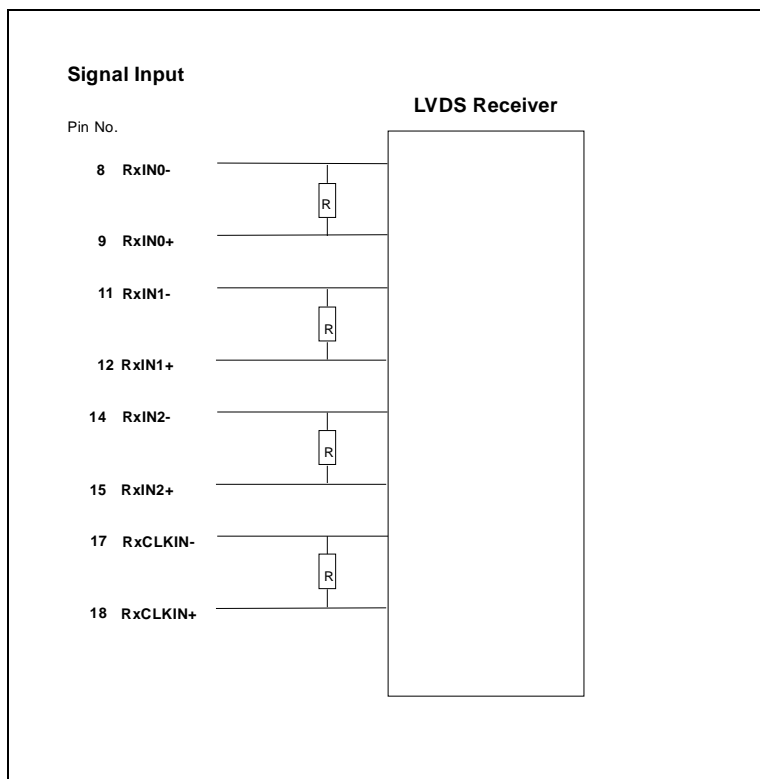 Signal Input
LVDS Receiver
Pin No.
8 RxIN0-
R
9 RxIN0+
11 RxIN1-
R
12 RxIN1+
14 RxIN2-
R
15 RxIN2+
17 RxCLKIN-
R
18 RxCLKIN+